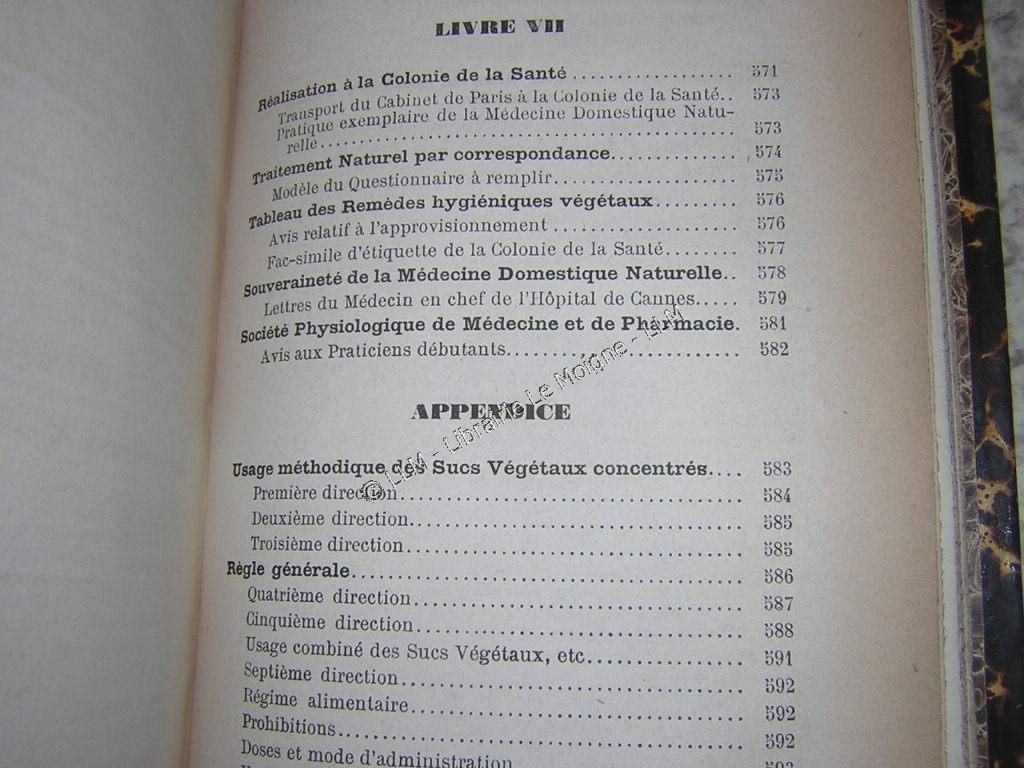 LIVRE VII
Réalisation à la Colonie de la Santé .................. 571
Transport du Cabinet de Paris à la Colonie de la Santé.. 573
Pratique exemplaire de la Médecine Domestique Natu-
relle.................................................. 573
Traitement Naturel par correspondance.............. 574
Modèle du Questionnaire à remplir..................... 575
Tableau des Remèdes hygiéniques végétaux......... 576
Avis relatif à l'approvisionnement ..................... 576
Fac-simile d'étiquette de la Colonie de la Santé........ 577
Souveraineté de la Médecine Domestique Naturelle.. 578
Lettres du Médecin en chef de l'Hôpital de Cannes..... 579
Société Physiologique de Médecine et de Pharmacie. 581
Avis aux Praticiens débutants.......................... 582
APPENDICE
Usage méthodique des Sucs Végétaux concentrés.... 583
Première direction..................................... 584
Deuxième direction.................................... 585
Troisième direction.................................... 585
Règle générale.......................................... 586
Quatrième direction................................... 587
Cinquième direction................................... 588
Usage combiné des Sucs Végétaux, etc................. 591
Septième direction..................................... 592
Régime alimentaire.................................... 592
Prohibitions........................................... 592
Doses et mode d'administration
© LLM - Librairie Le Moigne - LLM